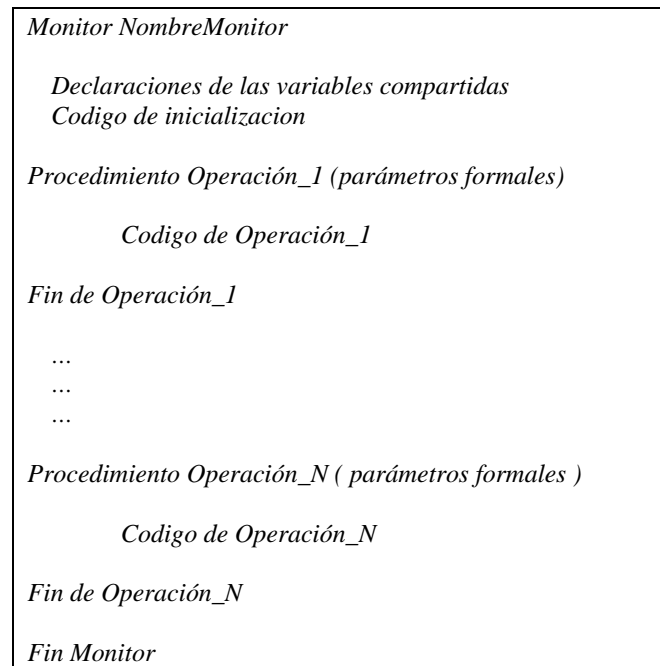 Monitor NombreMonitor
Declaraciones de las variables compartidas
Codigo de inicializacion
Procedimiento Operación_1 (parámetros formales)
Codigo de Operación_1
Fin de Operación_1
...
...
...
Procedimiento Operación_N ( parámetros formales )
Codigo de Operación_N
Fin de Operación_N
Fin Monitor